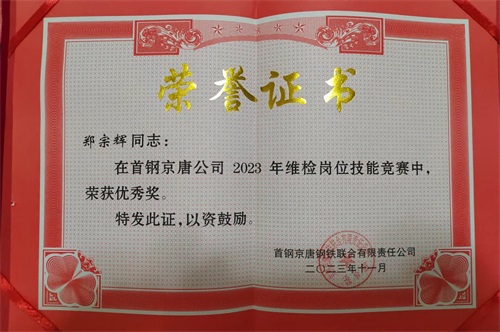 荣誉证书
郑宗辉同志：
在首钢京唐公司 2023 年维检岗位技能竞赛中，
荣获优秀奖。
特发此证，以资鼓励。
首钢京唐钢铁联合有限责任公司
二〇二三年十一月